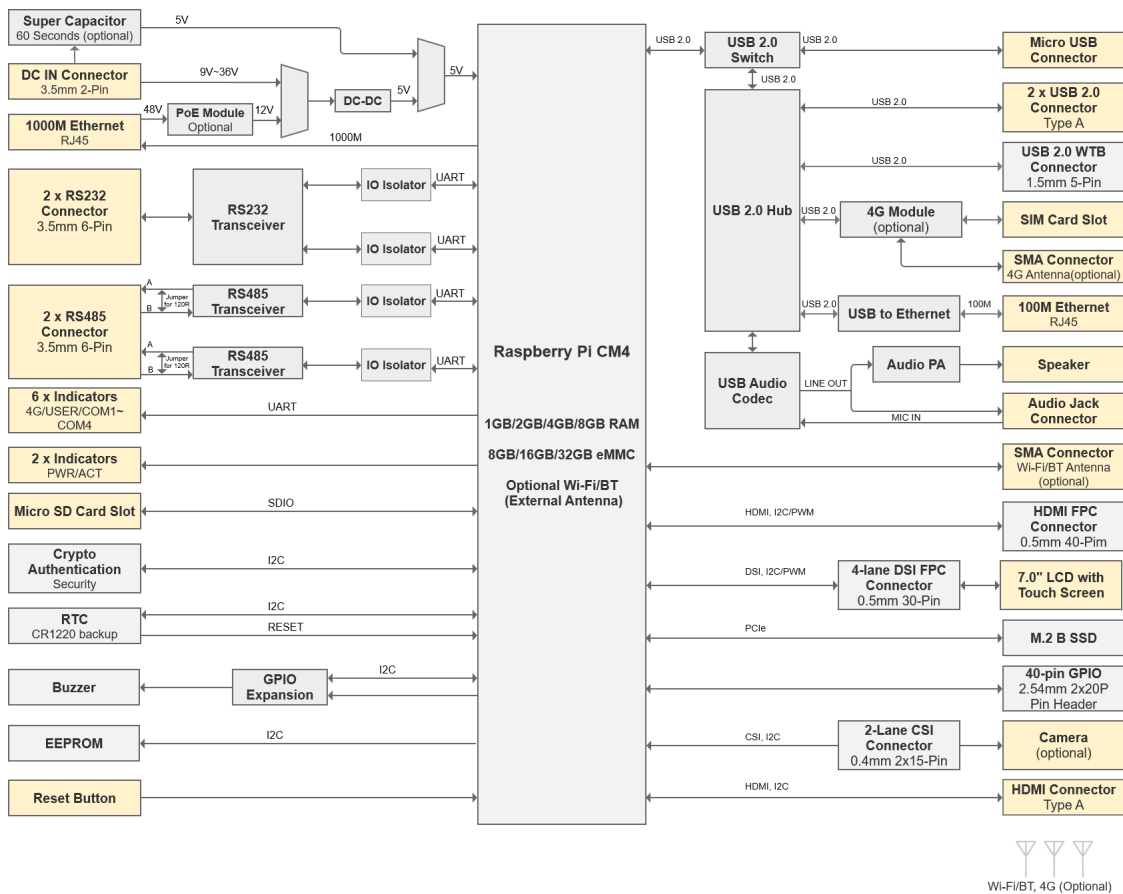 Super Capacitor
60 Seconds (optional)
5V
DC IN Connector
3.5mm 2-Pin
9V~36V
48V
PoE Module
Optional
12V
DC-DC
5V
5V
1000M Ethernet
RJ45
1000M
2 x RS232
Connector
3.5mm 6-Pin
RS232
Transceiver
IO Isolator
UART
IO Isolator
UART
2 x RS485
Connector
3.5mm 6-Pin
A
B
Jumper
for 120R
RS485
Transceiver
IO Isolator
UART
A
B
Jumper
for 120R
RS485
Transceiver
IO Isolator
UART
6 x Indicators
4G/USER/COM1~
COM4
UART
2 x Indicators
PWR/ACT
Micro SD Card Slot
SDIO
Crypto
Authentication
Security
I2C
RTC
CR1220 backup
I2C
RESET
Buzzer
GPIO
Expansion
I2C
EEPROM
I2C
Reset Button
Raspberry Pi CM4
1GB/2GB/4GB/8GB RAM
8GB/16GB/32GB eMMC
Optional Wi-Fi/BT
(External Antenna)
USB 2.0
USB 2.0
Switch
USB 2.0
Micro USB
Connector
USB 2.0
USB 2.0 Hub
USB 2.0
2 x USB 2.0
Connector
Type A
USB 2.0
USB 2.0 WTB
Connector
1.5mm 5-Pin
USB 2.0
4G Module
(optional)
SIM Card Slot
SMA Connector
4G Antenna(optional)
USB 2.0
USB to Ethernet
100M
100M Ethernet
RJ45
USB Audio
Codec
LINE OUT
Audio PA
Speaker
MIC IN
Audio Jack
Connector
SMA Connector
Wi-Fi/BT Antenna
(optional)
HDMI, I2C/PWM
HDMI FPC
Connector
0.5mm 40-Pim
DSI, I2C/PWM
4-lane DSI FPC
Connector
0.5mm 30-Pin
7.0" LCD with
Touch Screen
PCIe
M.2 B SSD
40-pin GPIO
2.54mm 2x20P
Pin Header
CSI, I2C
2-Lane CSI
Connector
0.4mm 2x15-Pin
Camera
(optional)
HDMI, I2C
HDMI Connector
Type A
Wi-Fi/BT, 4G (Optional)